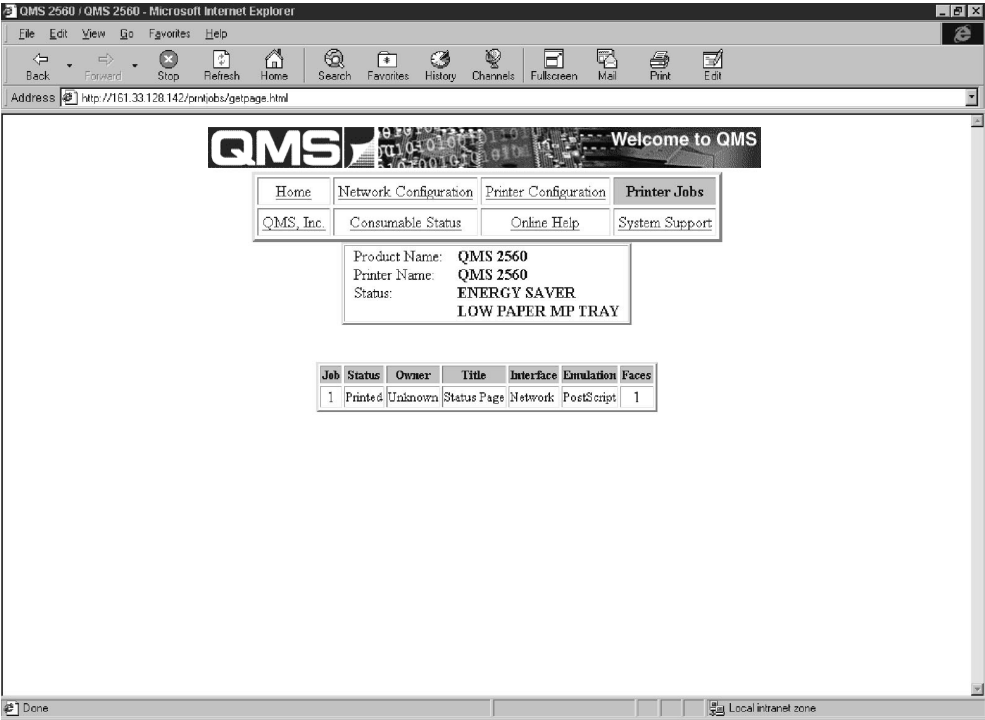 QMS 2560 / QMS 2560 - Microsoft Internet Explorer
File Edit View Go Favorites Help
Back Forward Stop Refresh Home Search Favorites History Channels Fullscreen Mail Print Edit
Address http://161.33.128.142/prntjobs/getpage.html
QMS Welcome to QMS
Home Network Configuration Printer Configuration Printer Jobs
QMS, Inc. Consumable Status Online Help System Support
Product Name: QMS 2560
Printer Name: QMS 2560
Status: ENERGY SAVER
LOW PAPER MP TRAY
Job Status Owner Title Interface Emulation Faces
1 Printed Unknown Status Page Network PostScript 1
Done Local intranet zone